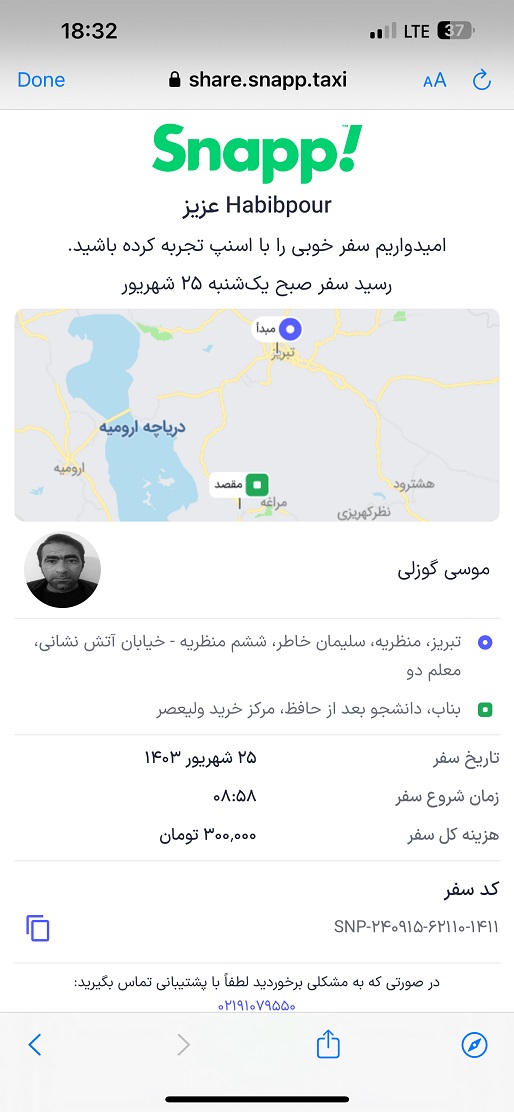 18:32
LTE
37
Done
share.snapp.taxi
AA
Snapp!
™
Habibpour عزیز
امیدواریم سفر خوبی را با اسنپ تجربه کرده باشید.
رسید سفر صبح یک‌شنبه ۲۵ شهریور
مبدأ
تبریز
دریاچه ارومیه
ارومیه
مقصد
مراغه
هشترود
نظرکهریزی
موسی گوزلی
تبریز، منظریه، سلیمان خاطر، ششم منظریه - خیابان آتش نشانی،
معلم دو
بناب، دانشجو بعد از حافظ، مرکز خرید ولیعصر
تاریخ سفر ۲۵ شهریور ۱۴۰۳
زمان شروع سفر ۰۸:۵۸
هزینه کل سفر ۳۰۰,۰۰۰ تومان
کد سفر
SNP-۲۴۰۹۱۵-۶۲۱۱۰-۱۴۱۱
در صورتی که به مشکلی برخوردید لطفاً با پشتیبانی تماس بگیرید:
۰۲۱۹۱۰۷۹۵۵۰